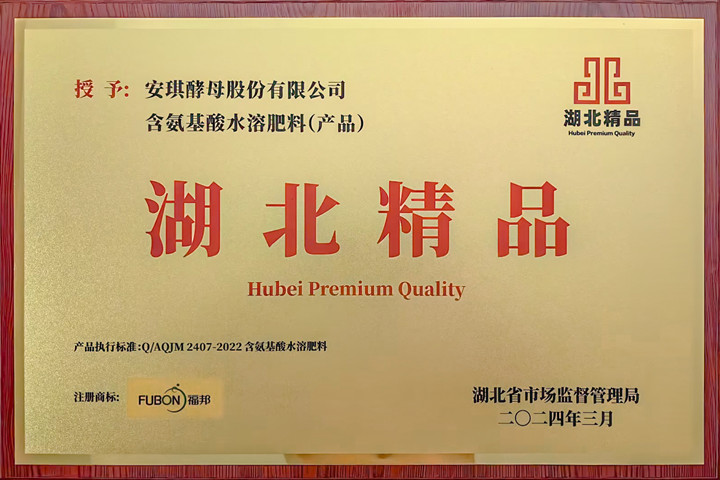 授 予: 安琪酵母股份有限公司
含氨基酸水溶肥料(产品)
湖北精品
Hubei Premium Quality
湖北精品
Hubei Premium Quality
产品执行标准:Q/AQJM 2407-2022 含氨基酸水溶肥料
注册商标: FUBON 福邦
湖北省市场监督管理局
二〇二四年三月